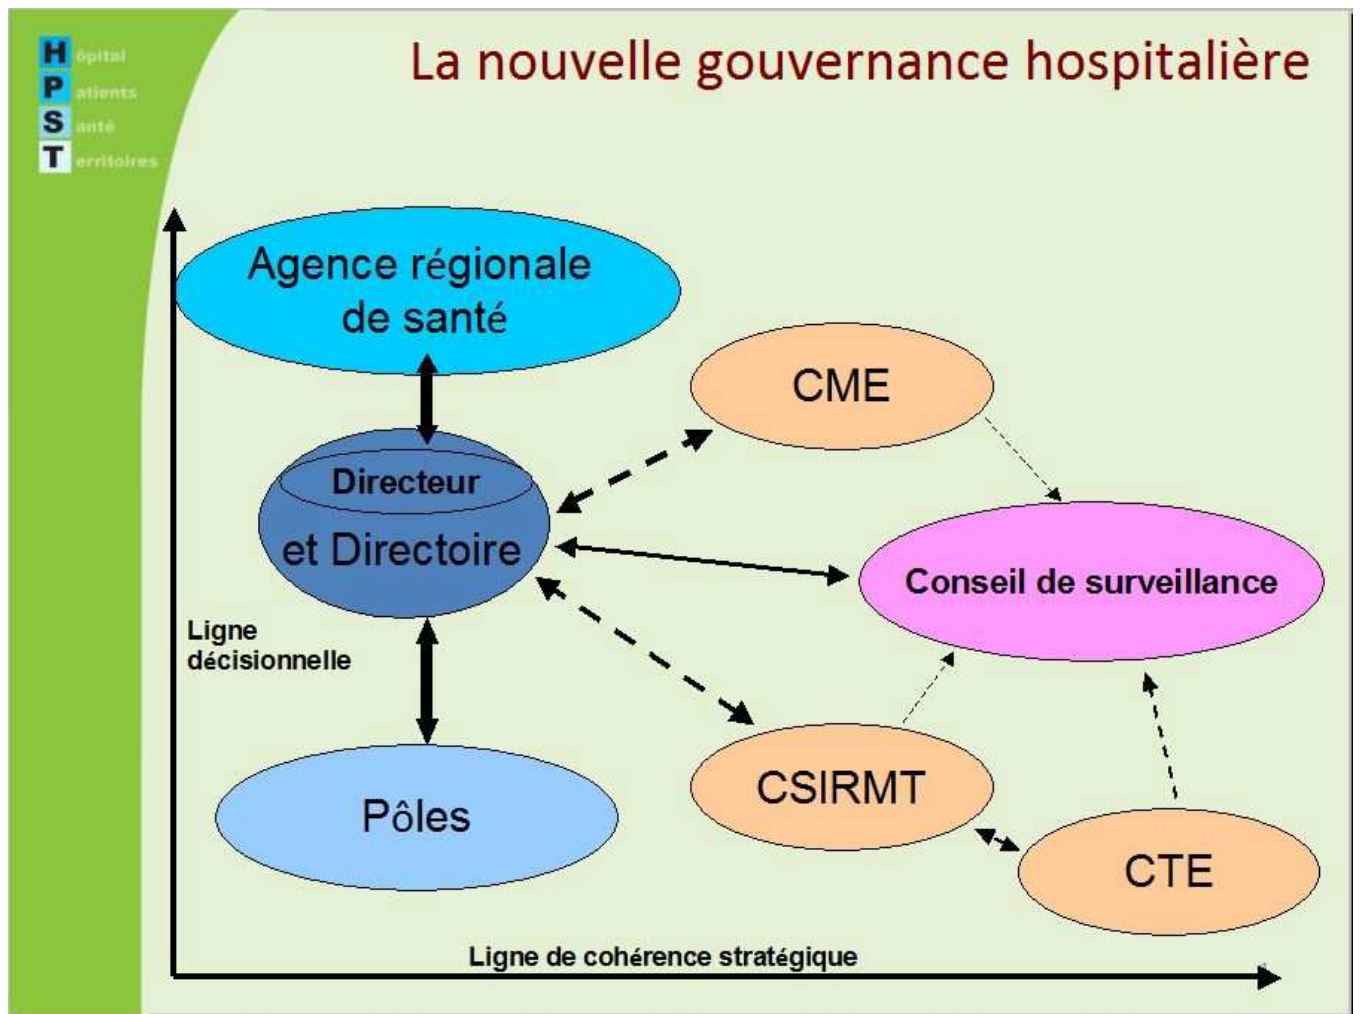 Hôpital
Patients
Santé
Territoires
La nouvelle gouvernance hospitalière
Agence régionale
de santé
CME
Directeur
et Directoire
Conseil de surveillance
Ligne
décisionnelle
CSIRMT
Pôles
CTE
Ligne de cohérence stratégique